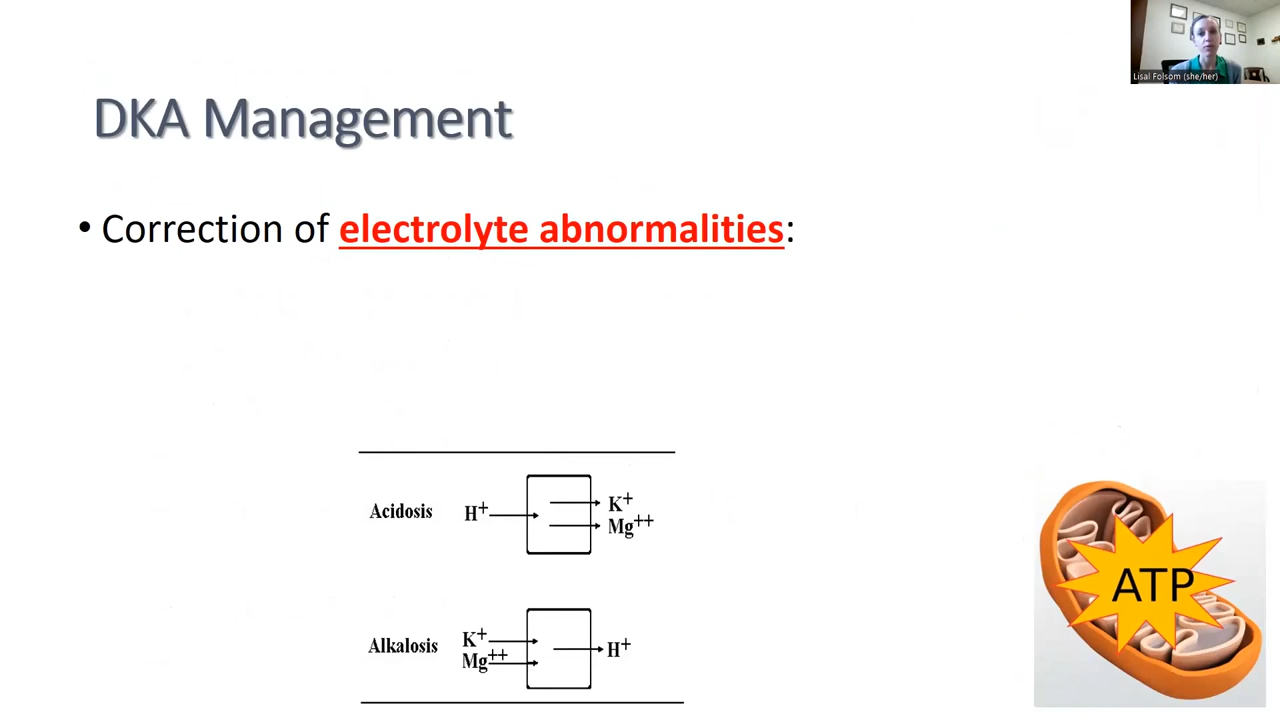 Lisal Folsom (she/her)
DKA Management
• Correction of electrolyte abnormalities:
Acidosis H+ K+
Mg++
Alkalosis K+ H+
Mg++
ATP